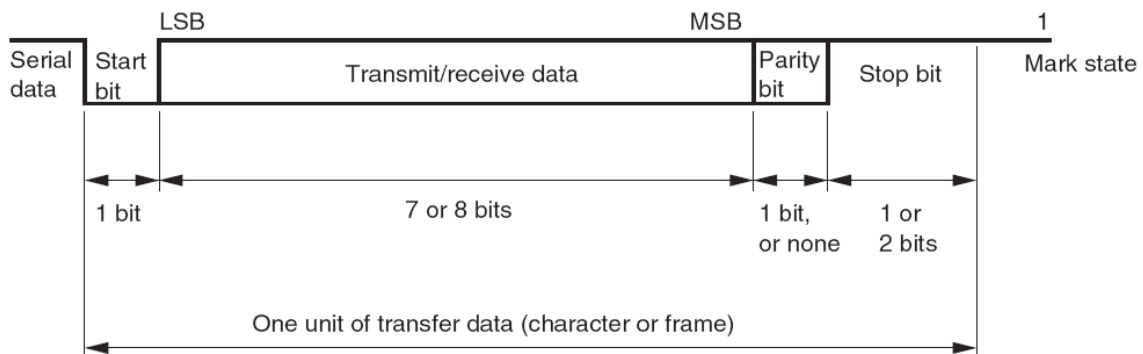 LSB
MSB
1
Serial
data
Start
bit
Transmit/receive data
Parity
bit
Stop bit
Mark state
1 bit
7 or 8 bits
1 bit,
or none
1 or
2 bits
One unit of transfer data (character or frame)